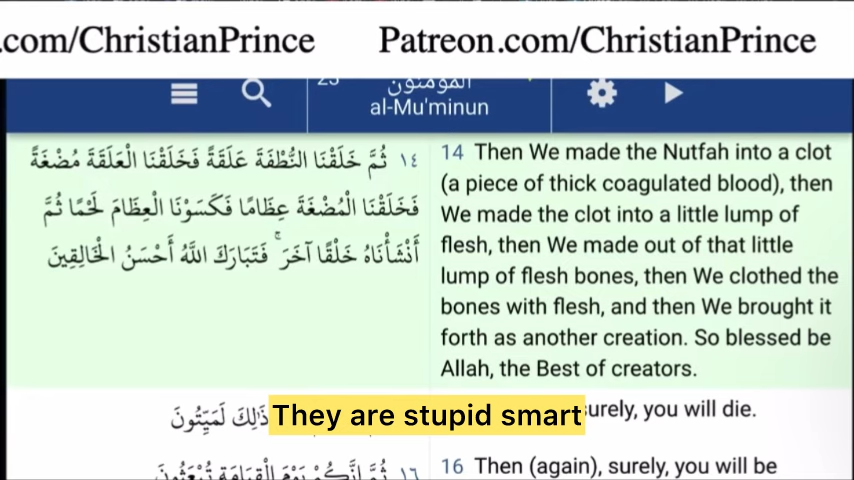 .com/ChristianPrince Patreon.com/ChristianPrince
المؤمنون
al-Mu'minun
١٤ ثُمَّ خَلَقْنَا النُّطْفَةَ عَلَقَةً فَخَلَقْنَا الْعَلَقَةَ مُضْغَةً
فَخَلَقْنَا الْمُضْغَةَ عِظَامًا فَكَسَوْنَا الْعِظَامَ لَحْمًا ثُمَّ
أَنْشَأْنَاهُ خَلْقًا آخَرَ ۚ فَتَبَارَكَ اللَّهُ أَحْسَنُ الْخَالِقِينَ
14 Then We made the Nutfah into a clot
(a piece of thick coagulated blood), then
We made the clot into a little lump of
flesh, then We made out of that little
lump of flesh bones, then We clothed the
bones with flesh, and then We brought it
forth as another creation. So blessed be
Allah, the Best of creators.
ذَٰلِكَ لَمَيِّتُونَ
They are stupid smart
surely, you will die.
١٦ ثُمَّ إِنَّكُمْ يَوْمَ الْقِيَامَةِ تُبْعَثُونَ
16 Then (again), surely, you will be